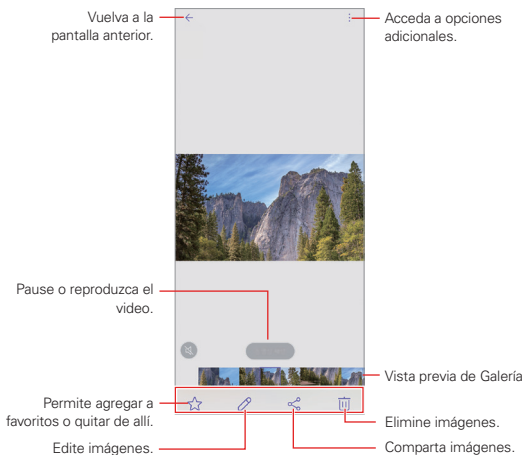 Vuelva a la
pantalla anterior.
Acceda a opciones
adicionales.
Pause o reproduzca el
video.
Vista previa de Galería
Permite agregar a
favoritos o quitar de allí.
Elimine imágenes.
Edite imágenes.
Comparta imágenes.